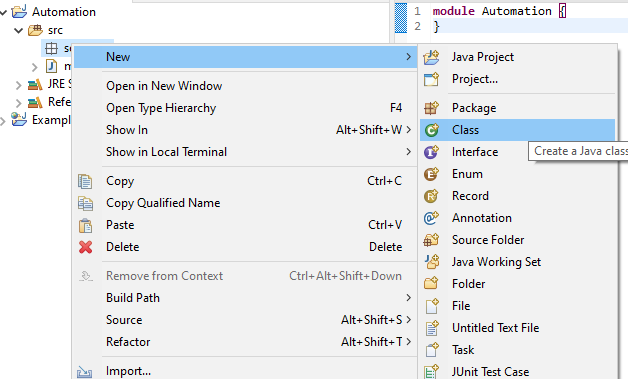 Automation
src
JRE S
Refe
Example
1 module Automation {
2 }
New
Open in New Window
Open Type Hierarchy F4
Show In Alt+Shift+W
Show in Local Terminal
Copy Ctrl+C
Copy Qualified Name
Paste Ctrl+V
Delete Delete
Remove from Context Ctrl+Alt+Shift+Down
Build Path
Source Alt+Shift+S
Refactor Alt+Shift+T
Import...
Java Project
Project...
Package
Class
Create a Java class
Interface
Enum
Record
Annotation
Source Folder
Java Working Set
Folder
File
Untitled Text File
Task
JUnit Test Case